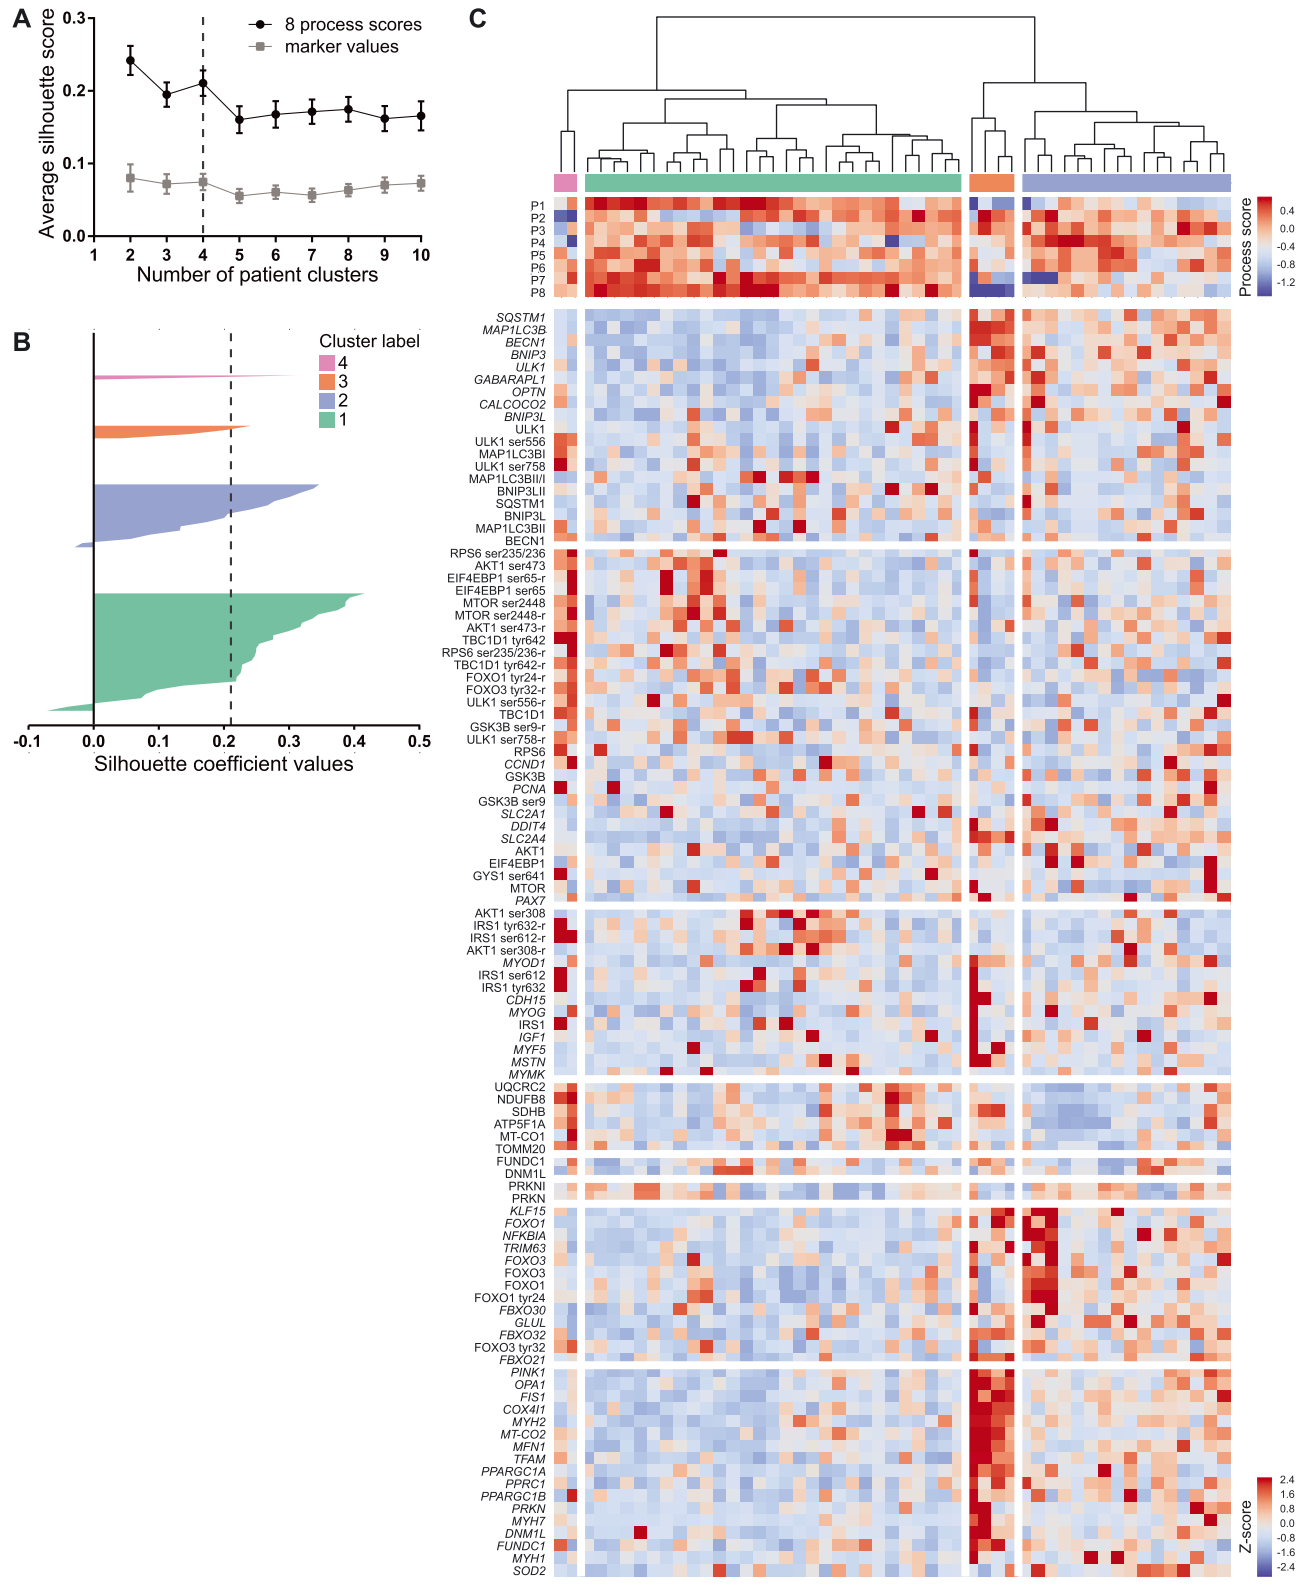 A
0.3
0.2
0.1
0.0
Average silhouette score
8 process scores
marker values
1 2 3 4 5 6 7 8 9 10
Number of patient clusters
B
Cluster label
4
3
2
1
-0.1 0.0 0.1 0.2 0.3 0.4 0.5
Silhouette coefficient values
C
P1
P2
P3
P4
P5
P6
P7
P8
Process score
0.4
0.0
-0.4
-0.8
-1.2
SQSTM1
MAP1LC3B
BECN1
BNIP3
ULK1
GABARAPL1
OPTN
CALCOCO2
BNIP3L
ULK1
ULK1 ser556
MAP1LC3BI
ULK1 ser758
MAP1LC3BII/I
BNIP3LII
SQSTM1
BNIP3L
MAP1LC3BII
BECN1
RPS6 ser235/236
AKT1 ser473
EIF4EBP1 ser65-r
EIF4EBP1 ser65
MTOR ser2448
MTOR ser2448-r
AKT1 ser473-r
TBC1D1 tyr642
RPS6 ser235/236-r
TBC1D1 tyr642-r
FOXO1 tyr24-r
FOXO3 tyr32-r
ULK1 ser556-r
TBC1D1
GSK3B ser9-r
ULK1 ser758-r
RPS6
CCND1
GSK3B
PCNA
GSK3B ser9
SLC2A1
DDIT4
SLC2A4
AKT1
EIF4EBP1
GYS1 ser641
MTOR
PAX7
AKT1 ser308
IRS1 tyr632-r
IRS1 ser612-r
AKT1 ser308-r
MYOD1
IRS1 ser612
IRS1 tyr632
CDH15
MYOG
IRS1
IGF1
MYF5
MSTN
MYMK
UQCRC2
NDUFB8
SDHB
ATP5F1A
MT-CO1
TOMM20
FUNDC1
DNM1L
PRKNI
PRKN
KLF15
FOXO1
NFKBIA
TRIM63
FOXO3
FOXO3
FOXO1
FOXO1 tyr24
FBXO30
GLUL
FBXO32
FOXO3 tyr32
FBXO21
PINK1
OPA1
FIS1
COX4I1
MYH2
MT-CO2
MFN1
TFAM
PPARGC1A
PPRC1
PPARGC1B
PRKN
MYH7
DNM1L
FUNDC1
MYH1
SOD2
Z-score
2.4
1.6
0.8
0.0
-0.8
-1.6
-2.4